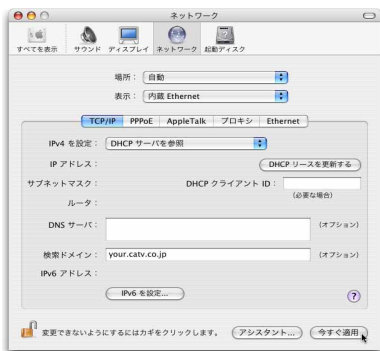 ネットワーク
すべてを表示 サウンド ディスプレイ ネットワーク 起動ディスク
場所： 自動
表示： 内蔵 Ethernet
TCP/IP PPPoE AppleTalk プロキシ Ethernet
IPv4 を設定： DHCP サーバを参照
IP アドレス： DHCP リースを更新する
サブネットマスク： DHCP クライアント ID：
（必要な場合）
ルータ：
DNS サーバ： （オプション）
検索ドメイン： your.catv.co.jp （オプション）
IPv6 アドレス：
IPv6 を設定... ?
変更できないようにするにはカギをクリックします。 アシスタント... 今すぐ適用